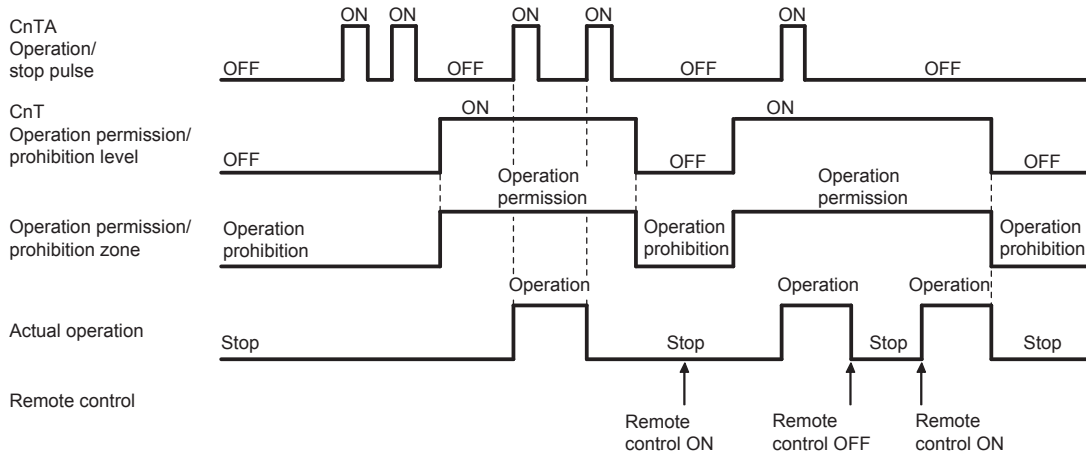 ON ON ON ON ON
CnTA
Operation/
stop pulse
OFF OFF OFF OFF
CnT
Operation permission/
prohibition level
ON ON
OFF OFF OFF
Operation
permission
Operation
permission
Operation permission/
prohibition zone
Operation
prohibition
Operation
prohibition
Operation
prohibition
Operation Operation Operation
Actual operation
Stop Stop Stop Stop
Remote control
Remote
control ON
Remote
control OFF
Remote
control ON